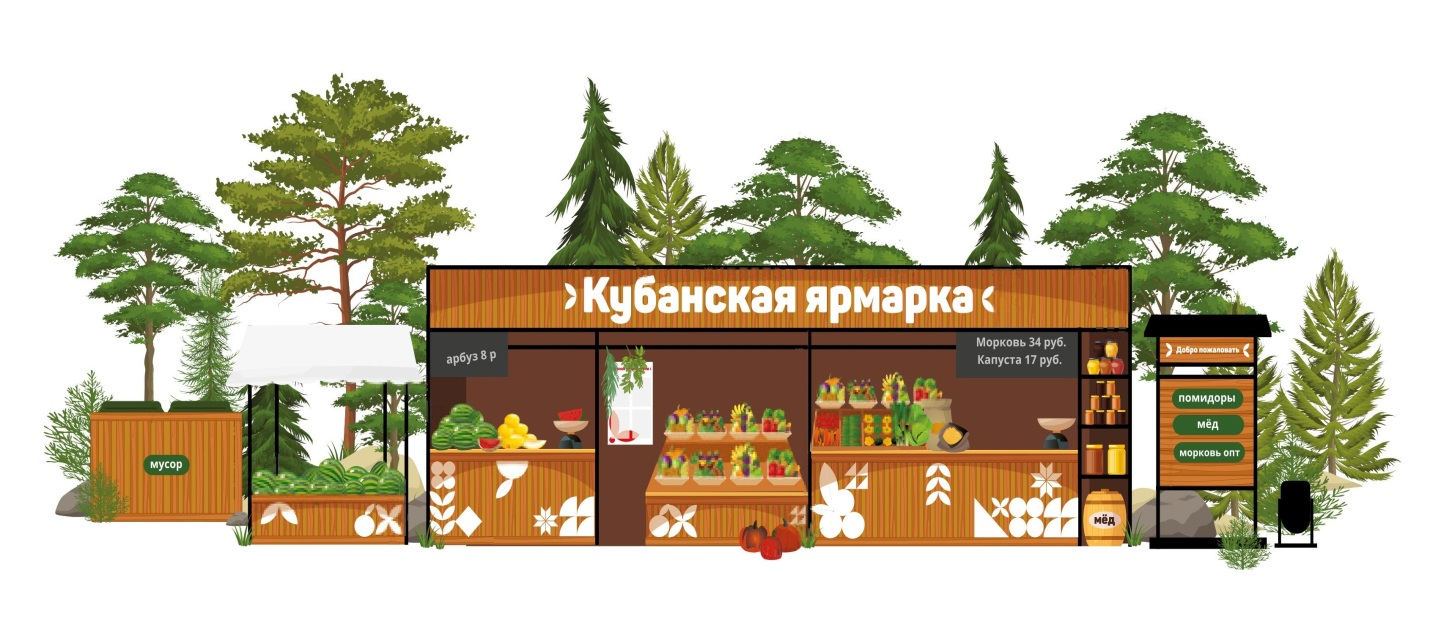 Кубанская ярмарка
арбуз 8 р
Морковь 34 руб.
Капуста 17 руб.
Добро пожаловать
помидоры
мёд
морковь опт
мусор
мёд